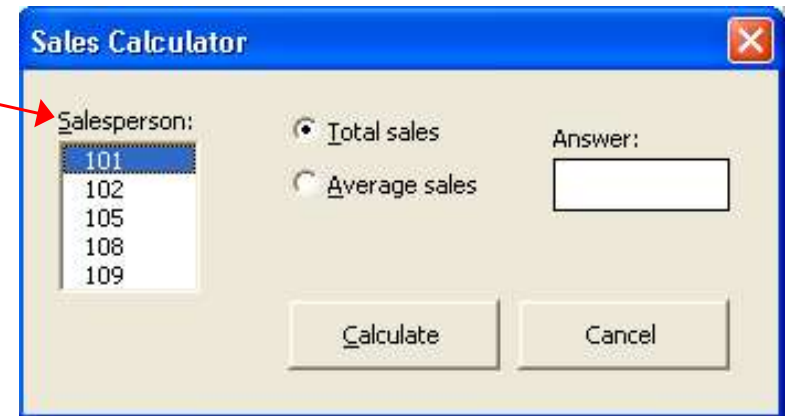 Sales Calculator
Salesperson:
101
102
105
108
109
Total sales
Average sales
Answer:
Calculate
Cancel